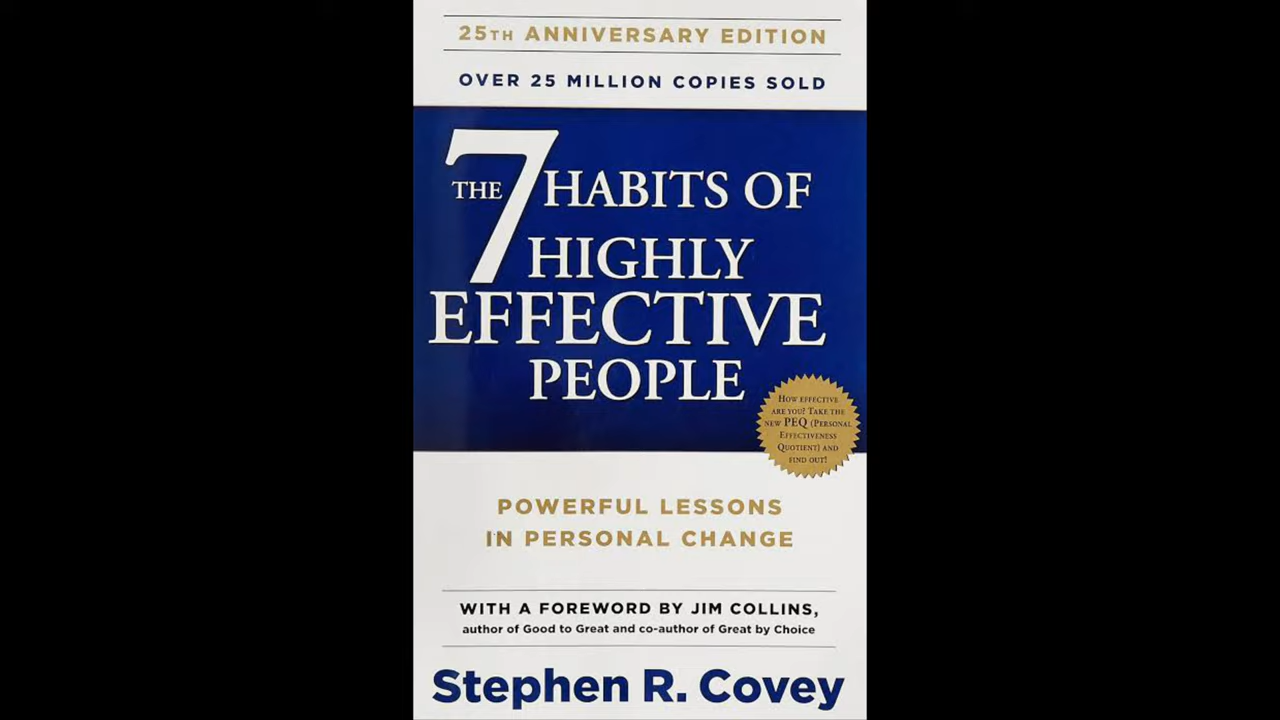 25TH ANNIVERSARY EDITION
OVER 25 MILLION COPIES SOLD
THE 7 HABITS OF
HIGHLY
EFFECTIVE
PEOPLE
HOW EFFECTIVE
ARE YOU? TAKE THE
NEW PEQ (PERSONAL
EFFECTIVENESS
QUOTIENT) AND
FIND OUT!
POWERFUL LESSONS
IN PERSONAL CHANGE
WITH A FOREWORD BY JIM COLLINS,
author of Good to Great and co-author of Great by Choice
Stephen R. Covey